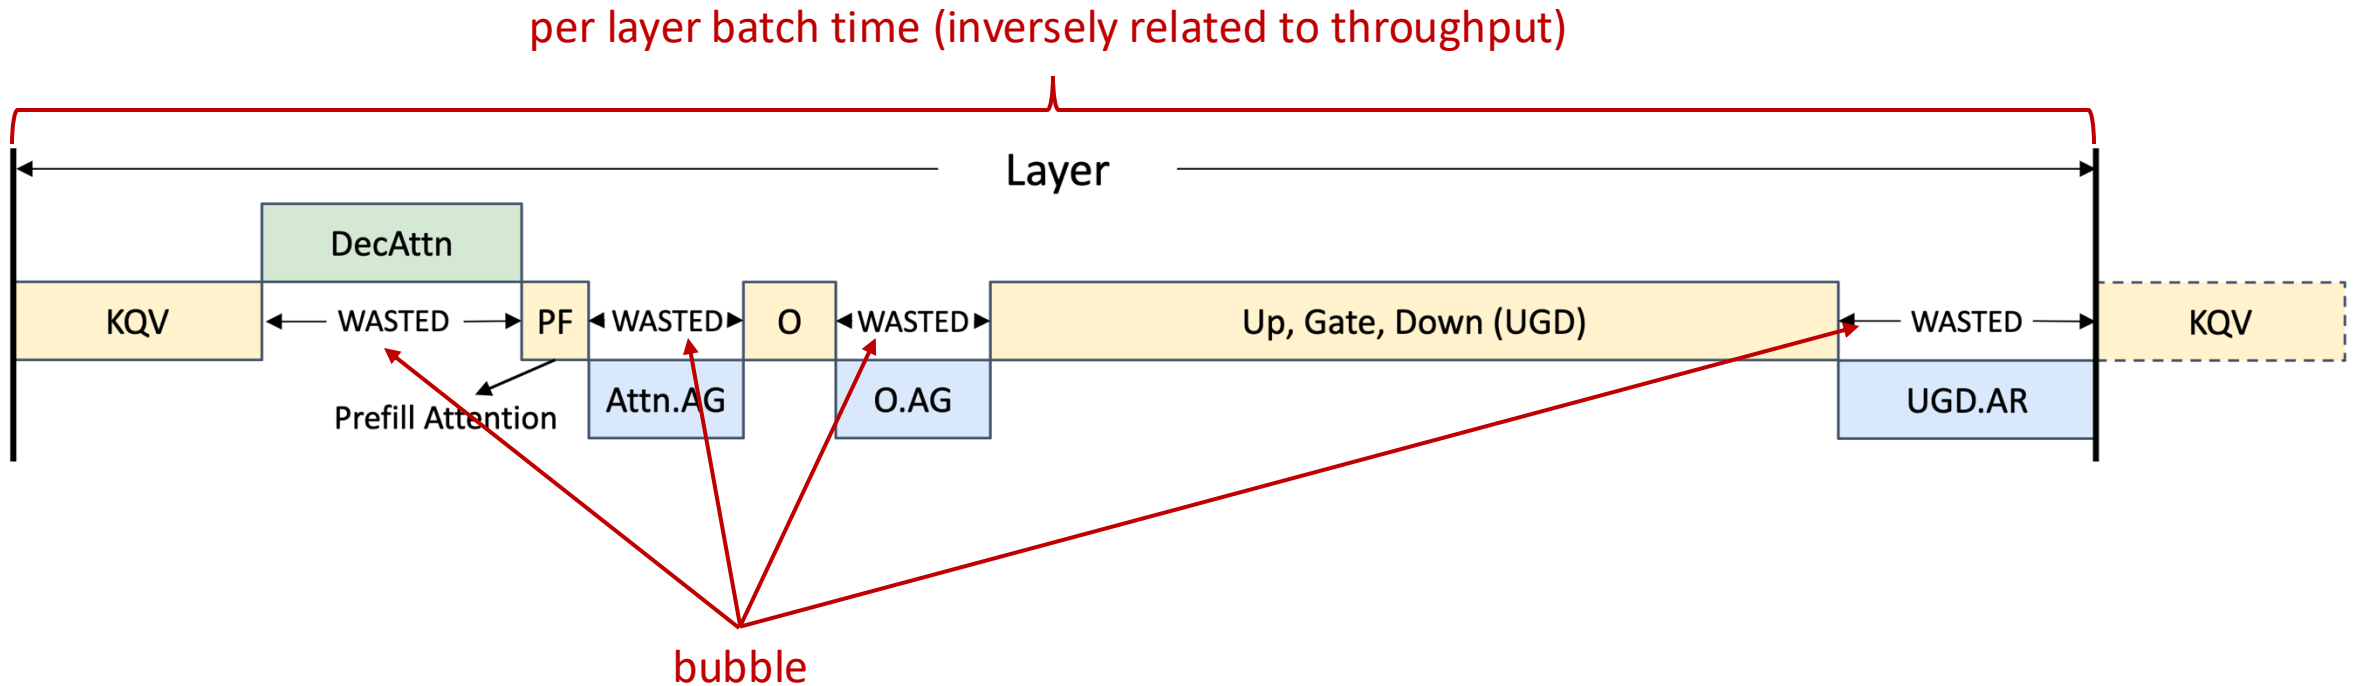 per layer batch time (inversely related to throughput)
Layer
DecAttn
KQV
WASTED
PF
WASTED
O
WASTED
Up, Gate, Down (UGD)
WASTED
KQV
Prefill Attention
Attn.AG
O.AG
UGD.AR
bubble